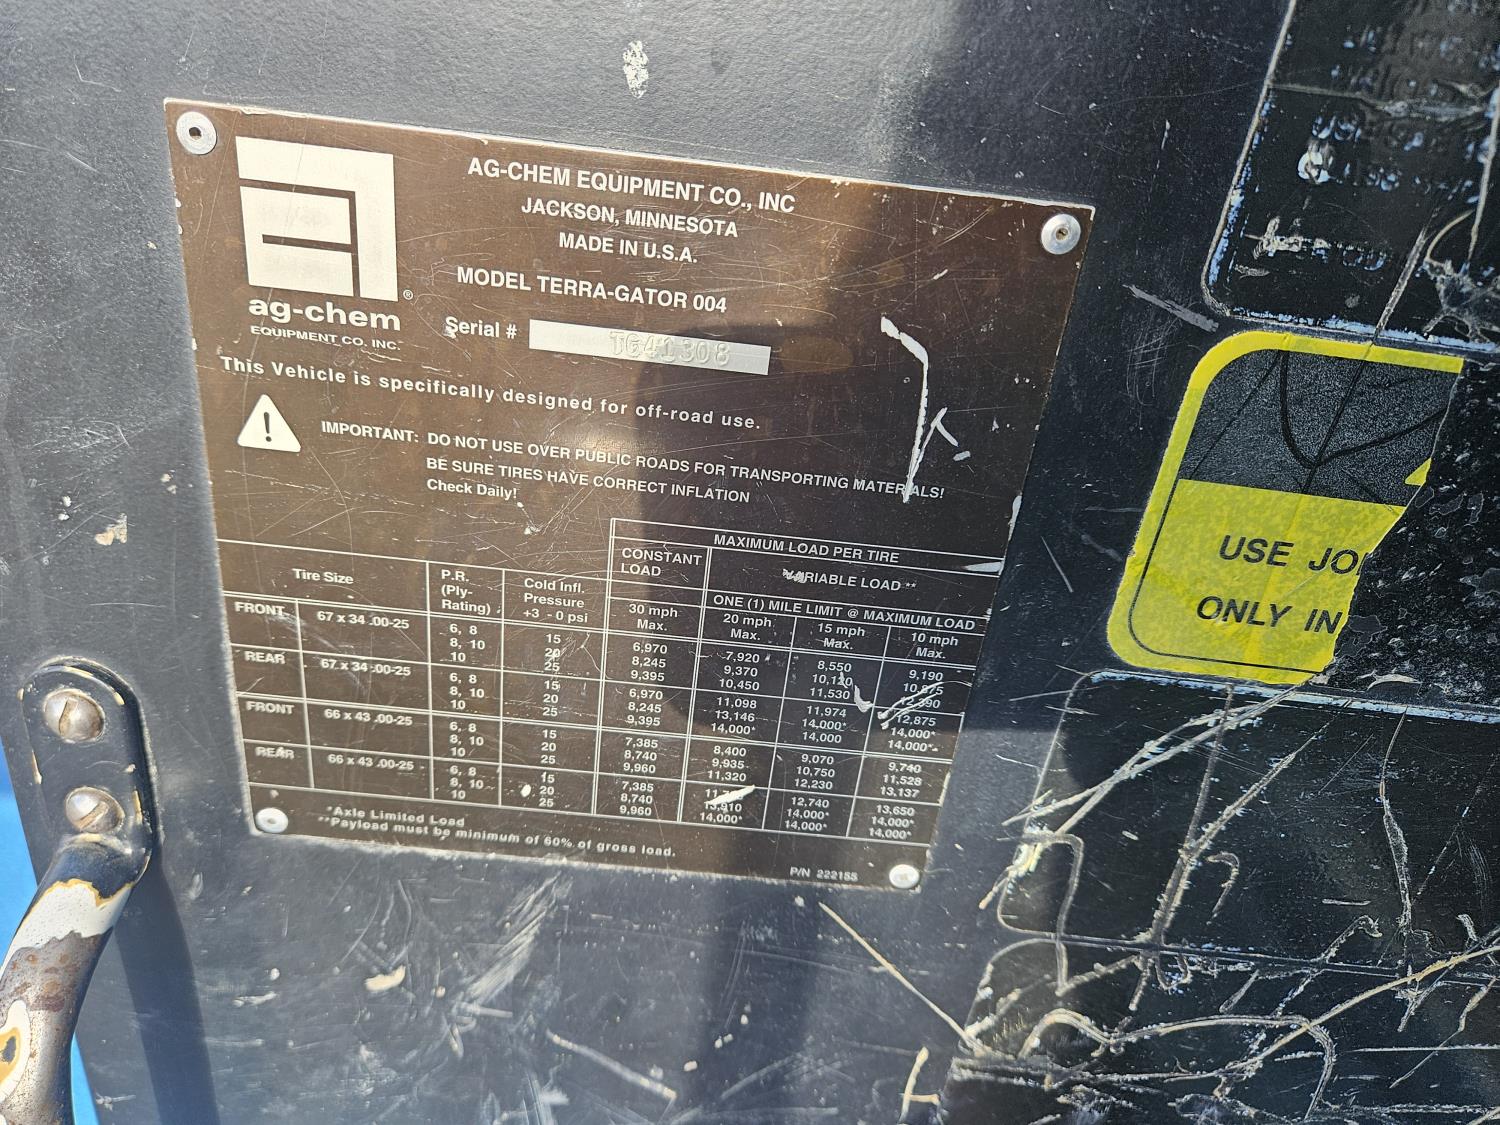 AG-CHEM EQUIPMENT CO., INC
JACKSON, MINNESOTA
MADE IN U.S.A.
MODEL TERRA-GATOR 004
ag-chem ®
EQUIPMENT CO. INC.
Serial # TG41308
This Vehicle is specifically designed for off-road use.
IMPORTANT: DO NOT USE OVER PUBLIC ROADS FOR TRANSPORTING MATERIALS!
BE SURE TIRES HAVE CORRECT INFLATION
Check Daily!
MAXIMUM LOAD PER TIRE
CONSTANT LOAD VARIABLE LOAD **
ONE (1) MILE LIMIT @ MAXIMUM LOAD
Tire Size P.R. (Ply-Rating) Cold Infl. Pressure +3 - 0 psi 30 mph Max. 20 mph Max. 15 mph Max. 10 mph Max.
FRONT 67 x 34.00-25 6, 8 15 6,970 7,920 8,550 9,190
8, 10 20 8,245 9,370 10,120
10 25 9,395 10,450 11,530
REAR 67 x 34.00-25 6, 8 15 6,970 11,098 11,974 12,875
8, 10 20 8,245 13,146 14,000* 14,000*
10 25 9,395 14,000* 14,000 14,000*
FRONT 66 x 43.00-25 6, 8 15 7,385 8,400 9,070 9,740
8, 10 20 8,740 9,935 10,750 11,528
10 25 9,960 11,320 12,230 13,137
REAR 66 x 43.00-25 6, 8 15 7,385 12,740 13,650
8, 10 20 8,740 14,000* 14,000*
10 25 9,960 14,000* 14,000* 14,000*
*Axle Limited Load
**Payload must be minimum of 60% of gross load.
P/N 222155
USE
ONLY IN